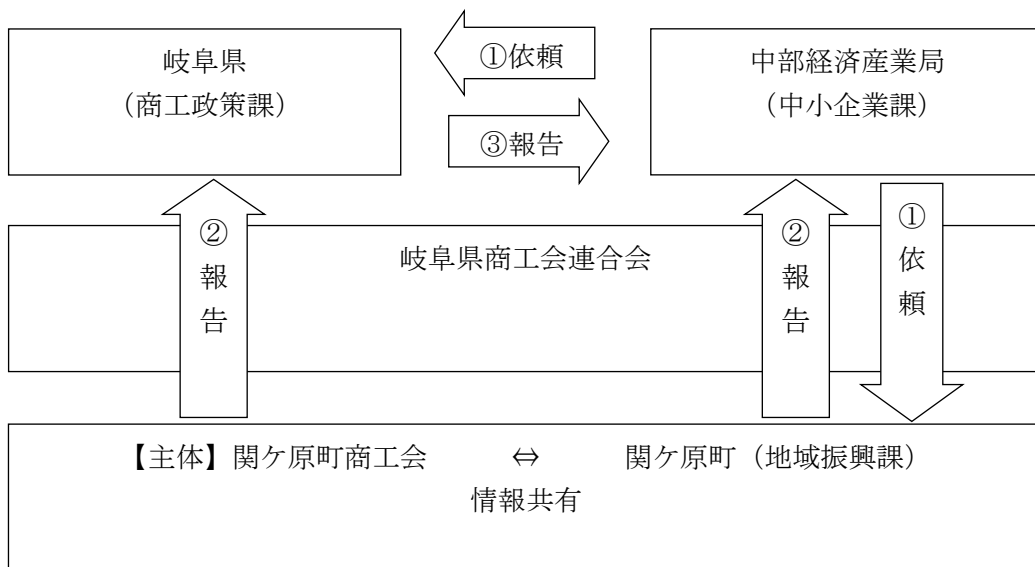 岐阜県
（商工政策課）
①依頼
③報告
中部経済産業局
（中小企業課）
②報告
岐阜県商工会連合会
②報告
①依頼
【主体】関ケ原町商工会　⇔　関ケ原町（地域振興課）
情報共有